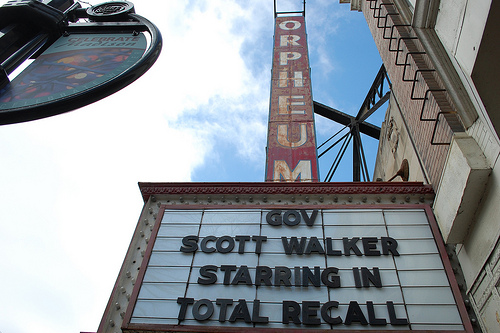 ORPHEUM
GOV
SCOTT WALKER
STARRING IN
TOTAL RECALL